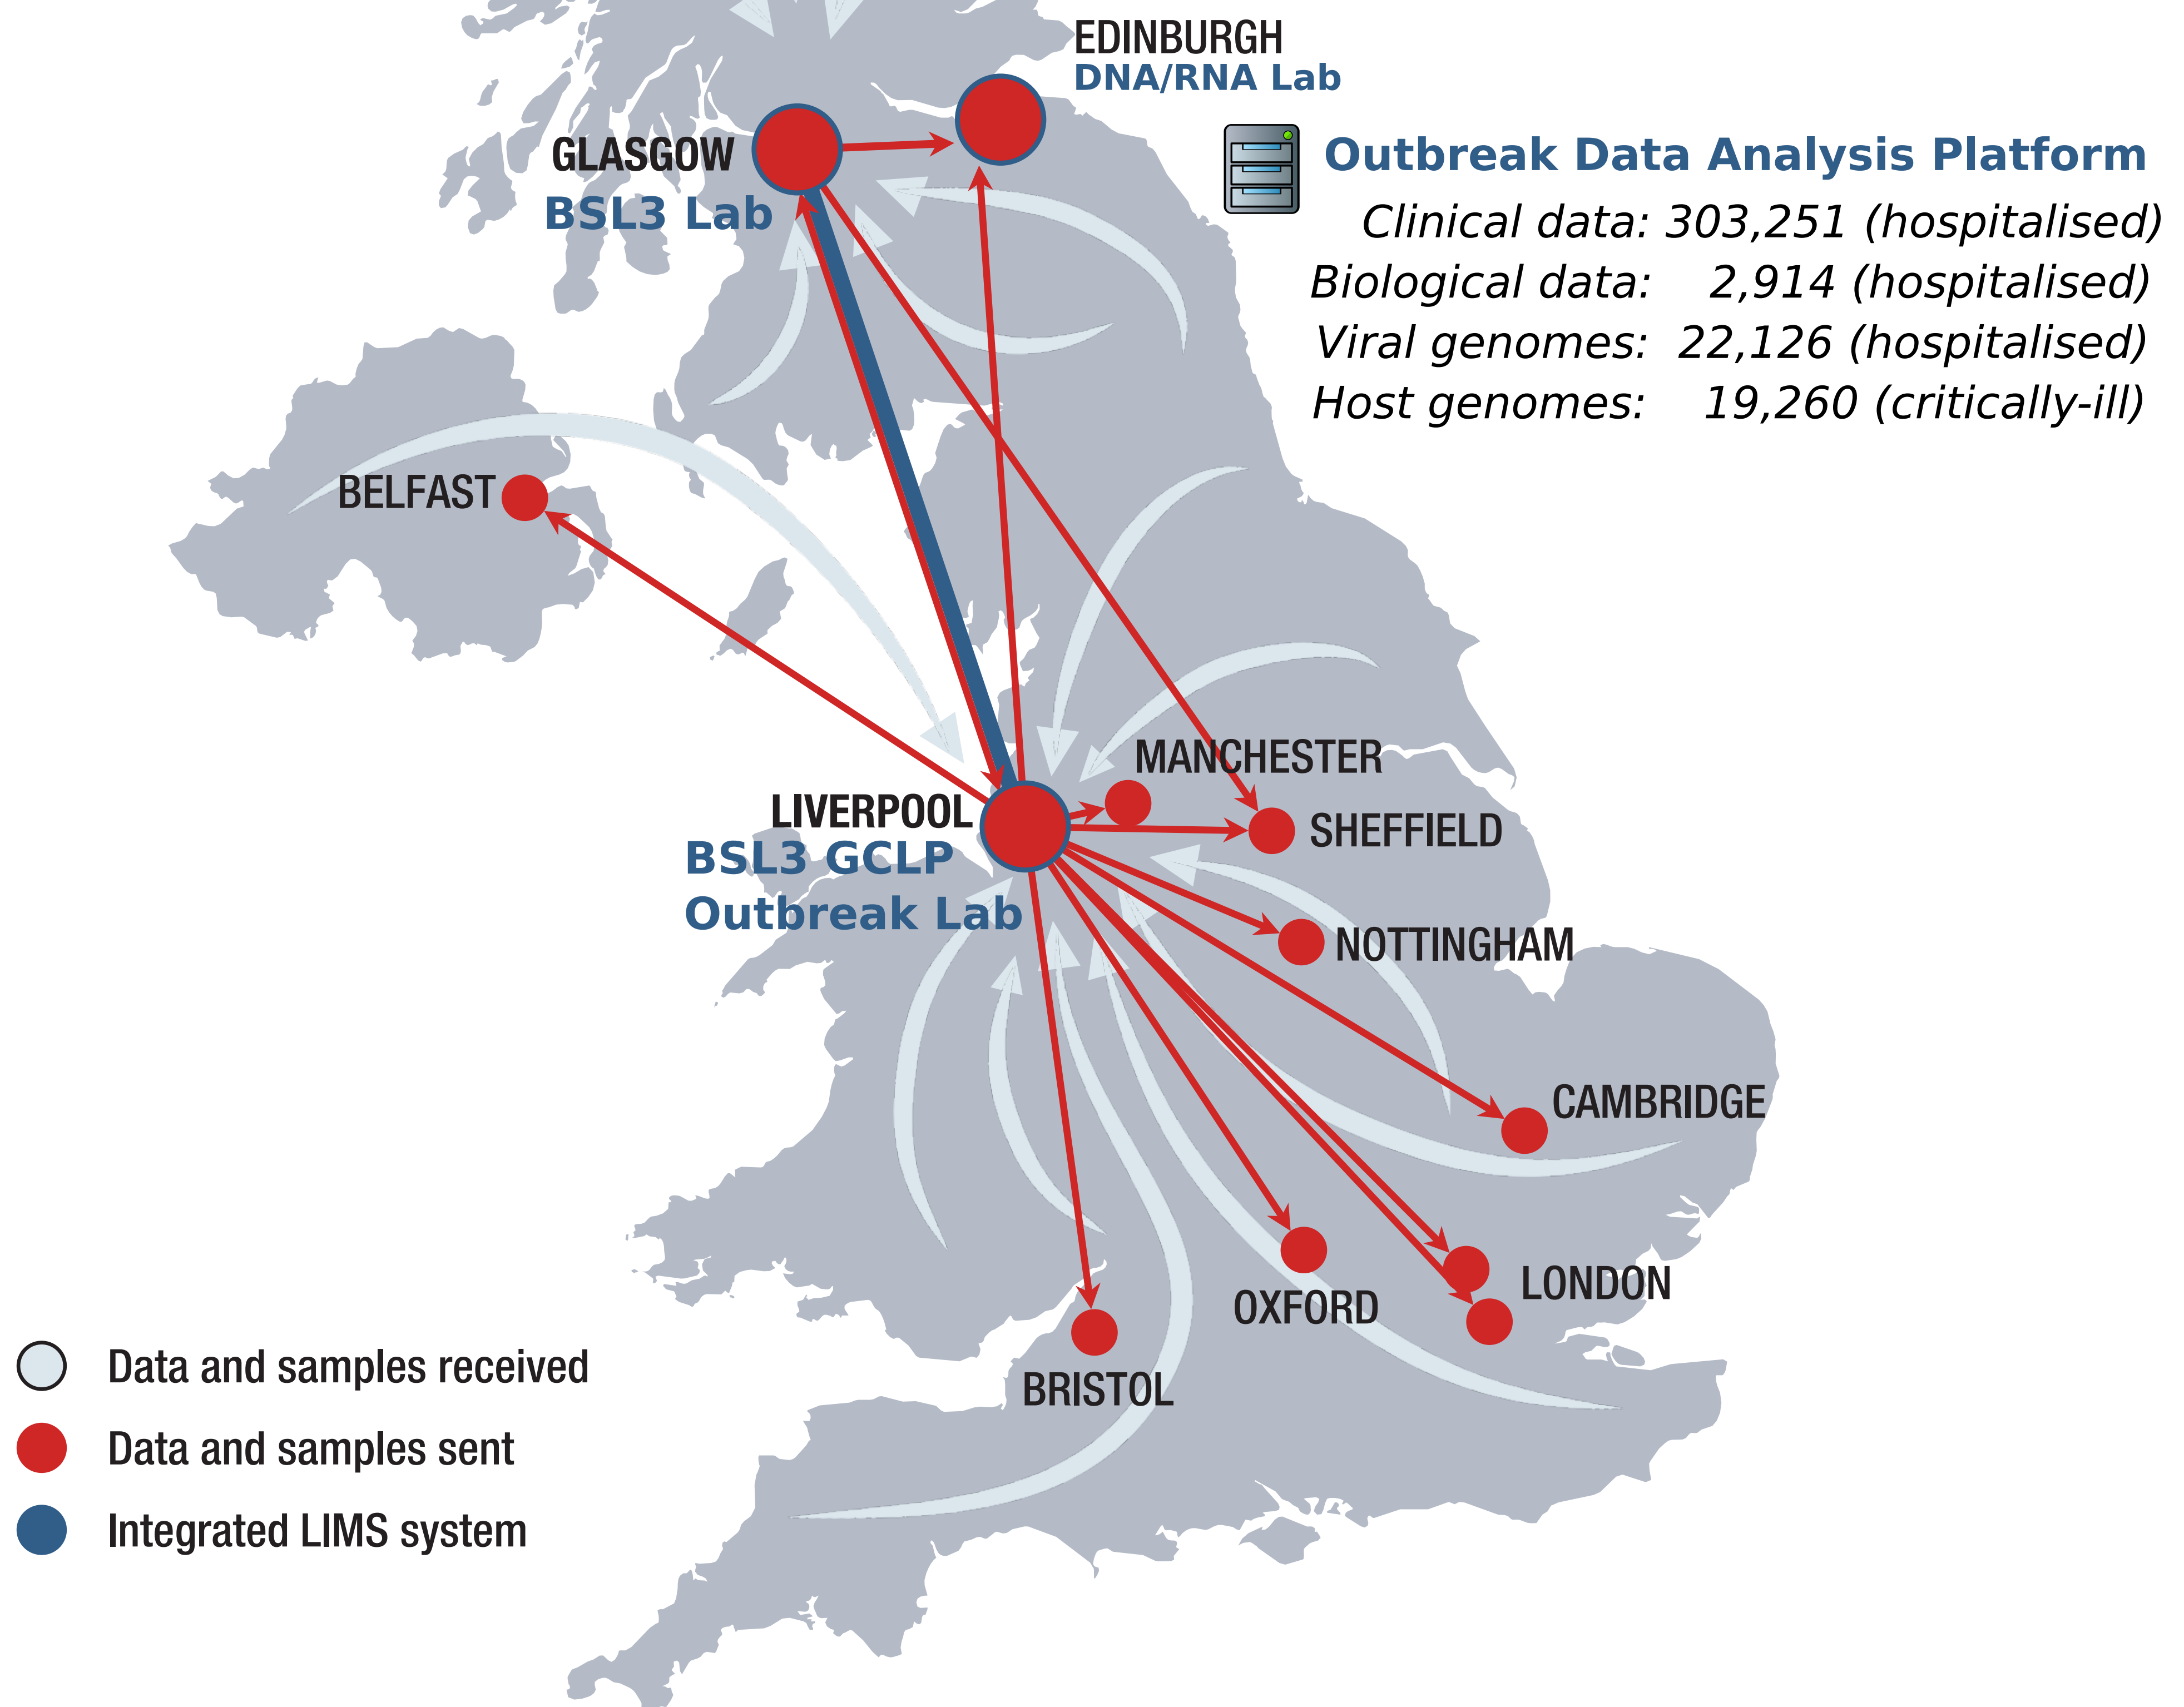 EDINBURGH
DNA/RNA Lab
GLASGOW
BSL3 Lab
Outbreak Data Analysis Platform
Clinical data: 303,251 (hospitalised)
Biological data: 2,914 (hospitalised)
Viral genomes: 22,126 (hospitalised)
Host genomes: 19,260 (critically-ill)
BELFAST
MANCHESTER
LIVERPOOL
BSL3 GCLP
Outbreak Lab
SHEFFIELD
NOTTINGHAM
CAMBRIDGE
LONDON
OXFORD
BRISTOL
Data and samples received
Data and samples sent
Integrated LIMS system